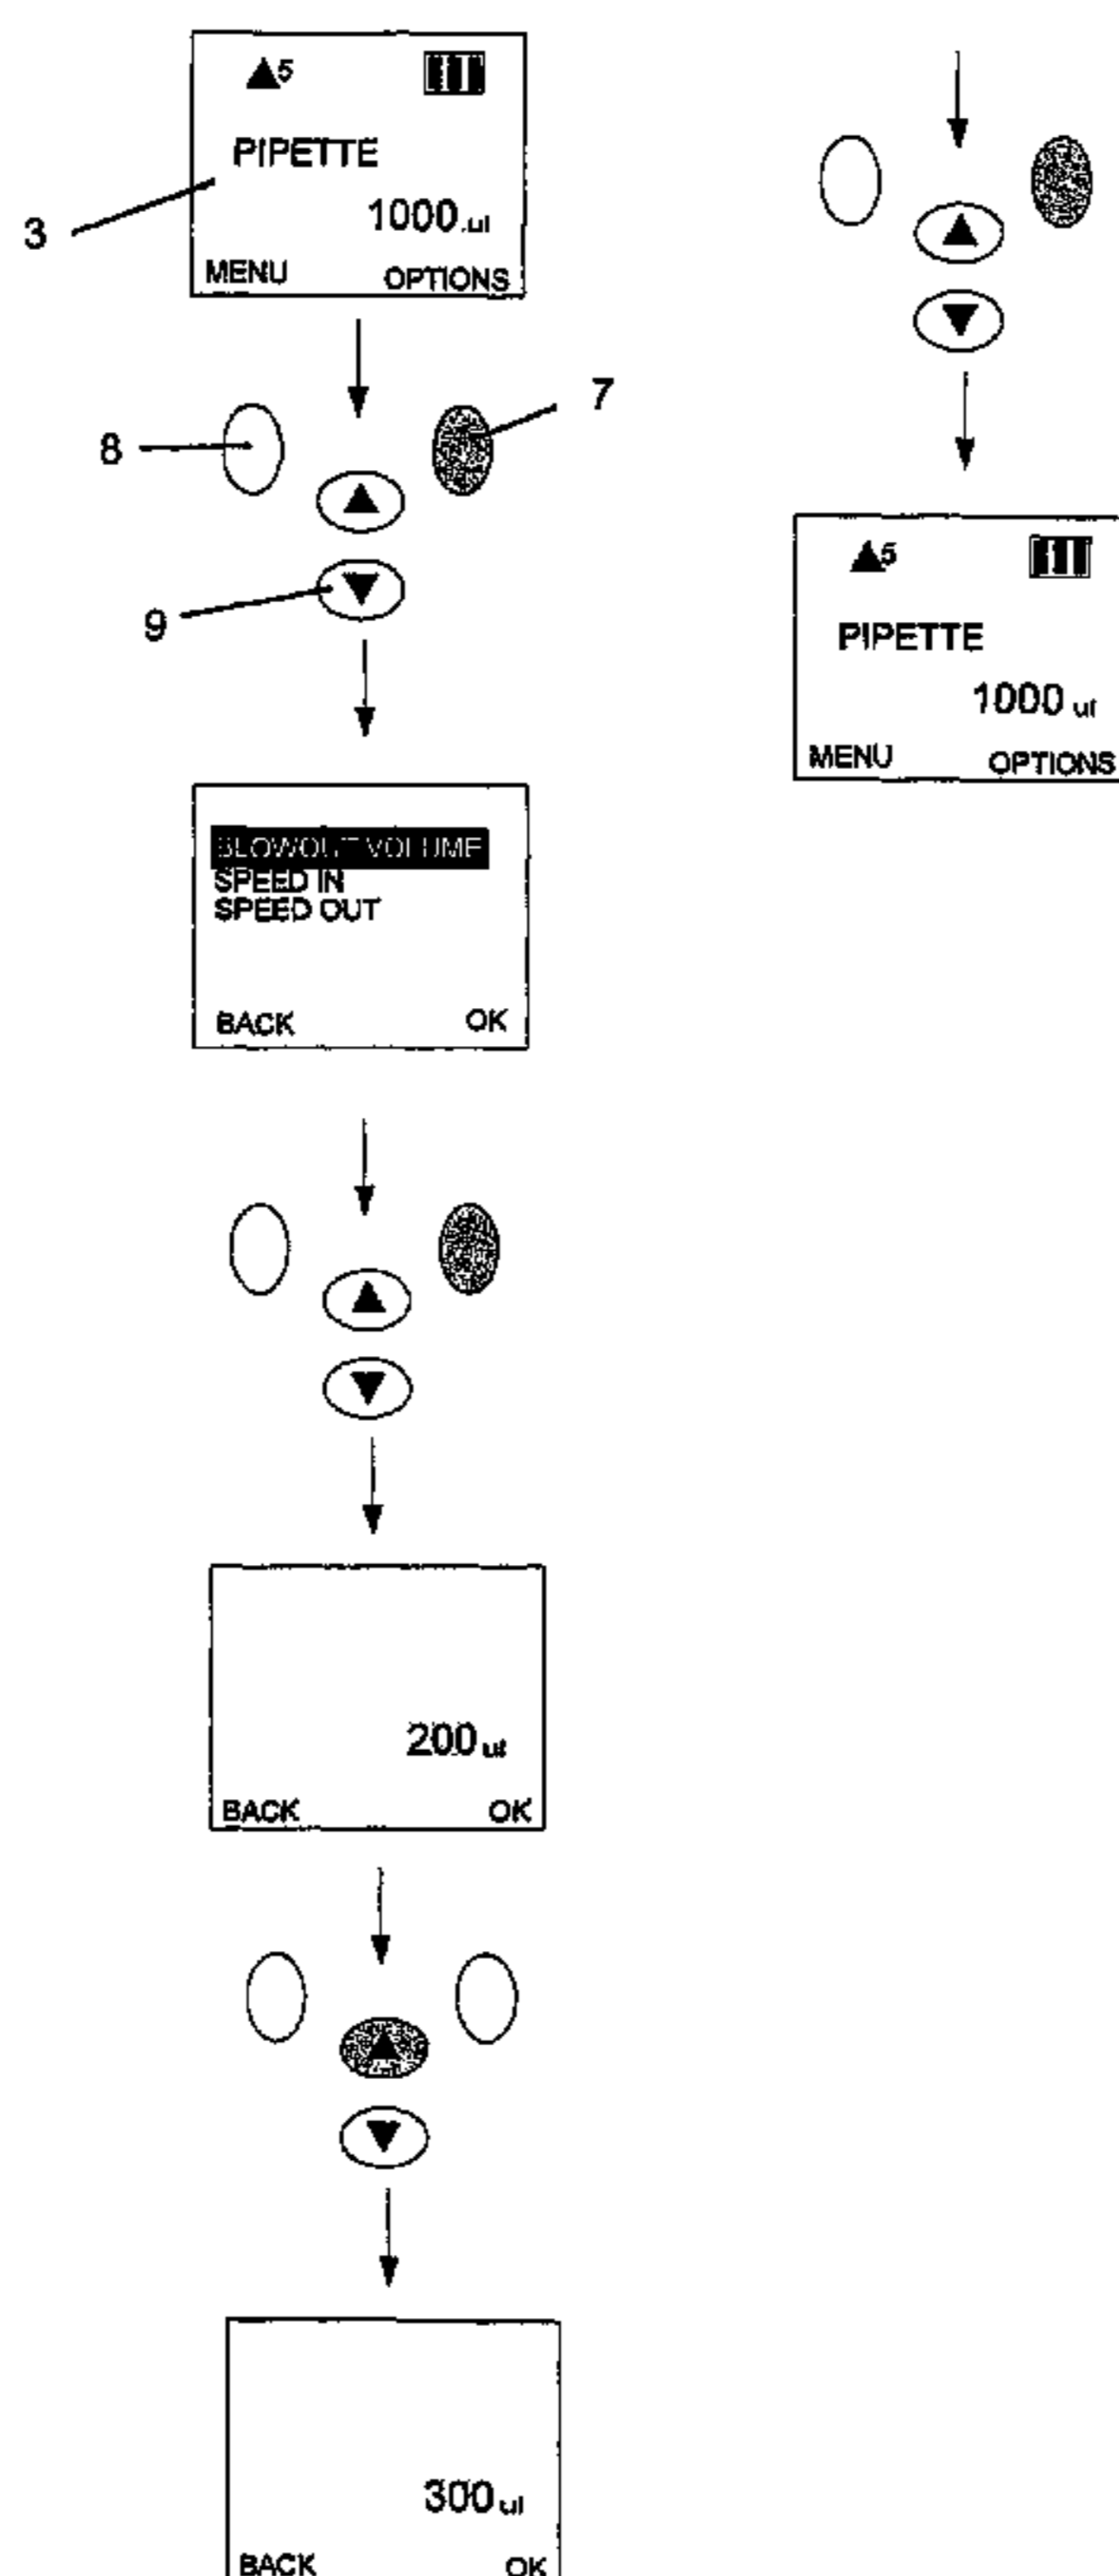 ▲5
PIPETTE
3
1000 ul
MENU OPTIONS
7
8
▲
9 ▼
BLOWOUT VOLUME
SPEED IN
SPEED OUT
BACK OK
▲
▼
200 ul
BACK OK
▲
▼
300 ul
BACK OK
▲
▼
▲5
PIPETTE
1000 ul
MENU OPTIONS